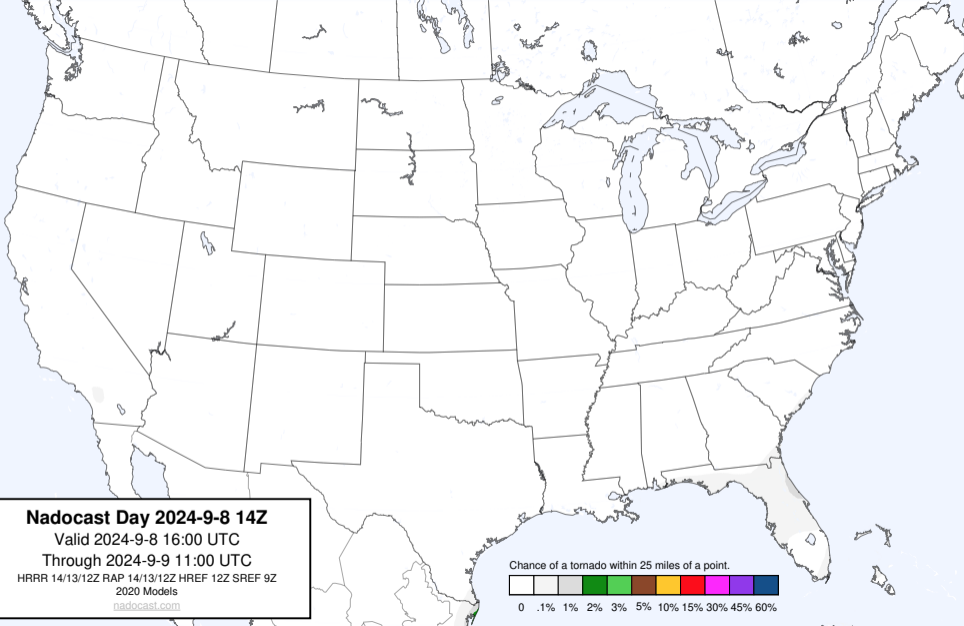 Nadocast Day 2024-9-8 14Z
Valid 2024-9-8 16:00 UTC
Through 2024-9-9 11:00 UTC
HRRR 14/13/12Z RAP 14/13/12Z HREF 12Z SREF 9Z
2020 Models
nadocast.com
Chance of a tornado within 25 miles of a point.
0 .1% 1% 2% 3% 5% 10% 15% 30% 45% 60%